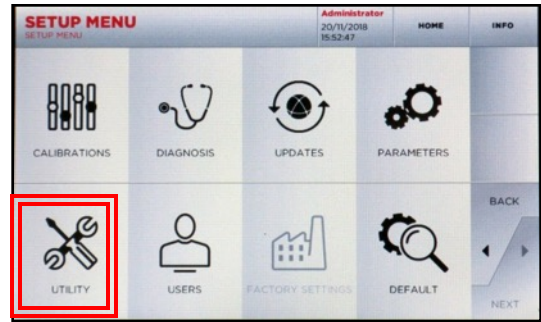 SETUP MENU
SETUP MENU
Administrator
20/11/2018
15:52:47
HOME
INFO
CALIBRATIONS
DIAGNOSIS
UPDATES
PARAMETERS
UTILITY
USERS
FACTORY SETTINGS
DEFAULT
BACK
NEXT